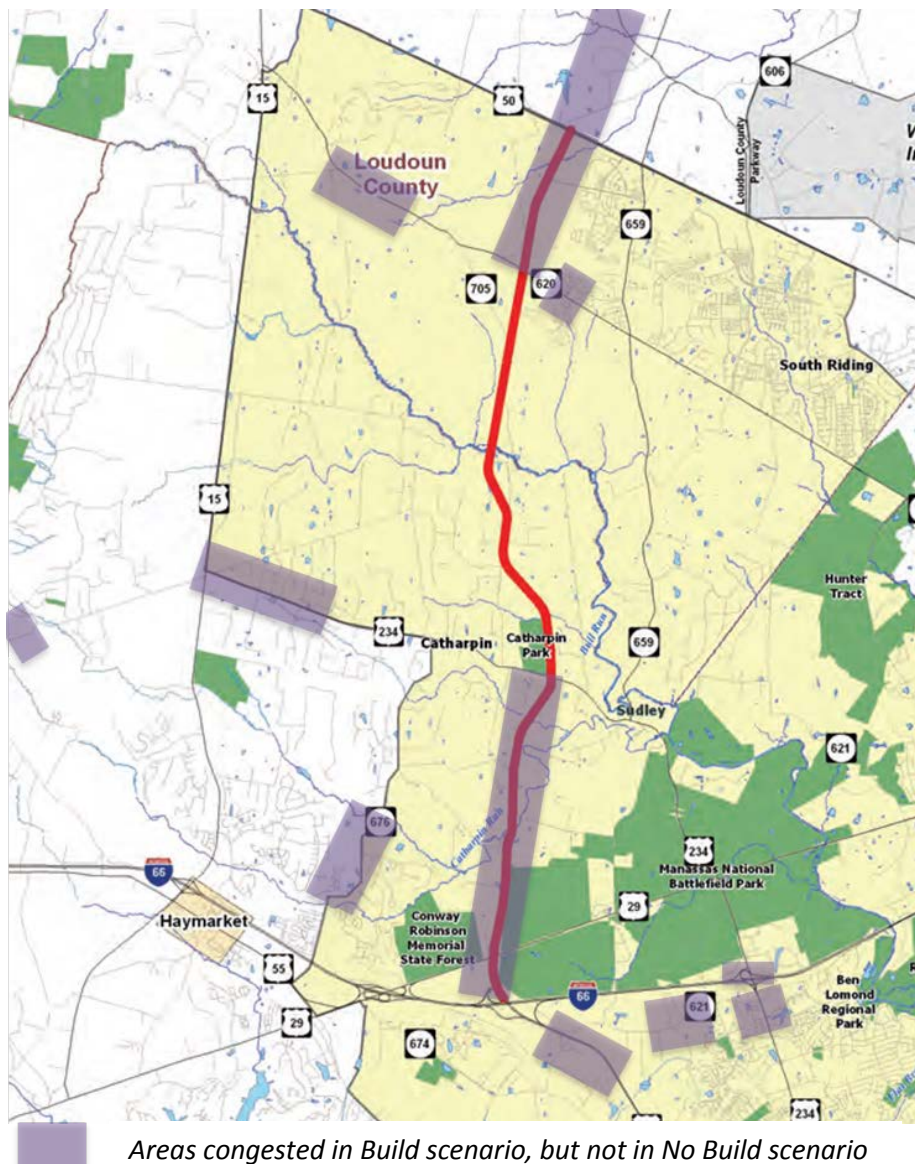 606
15
50
Loudoun
County
Loudoun County
Parkway
659
705
620
South Riding
15
Hunter
Tract
234
Catharpin
Catharpin
Park
Bull Run
659
Sudley
621
676
Catharpin Run
234
66
Manassas National
Battlefield Park
29
Haymarket
Conway
Robinson
Memorial
State Forest
55
66
621
Ben
Lomond
Regional
Park
29
674
234
Areas congested in Build scenario, but not in No Build scenario